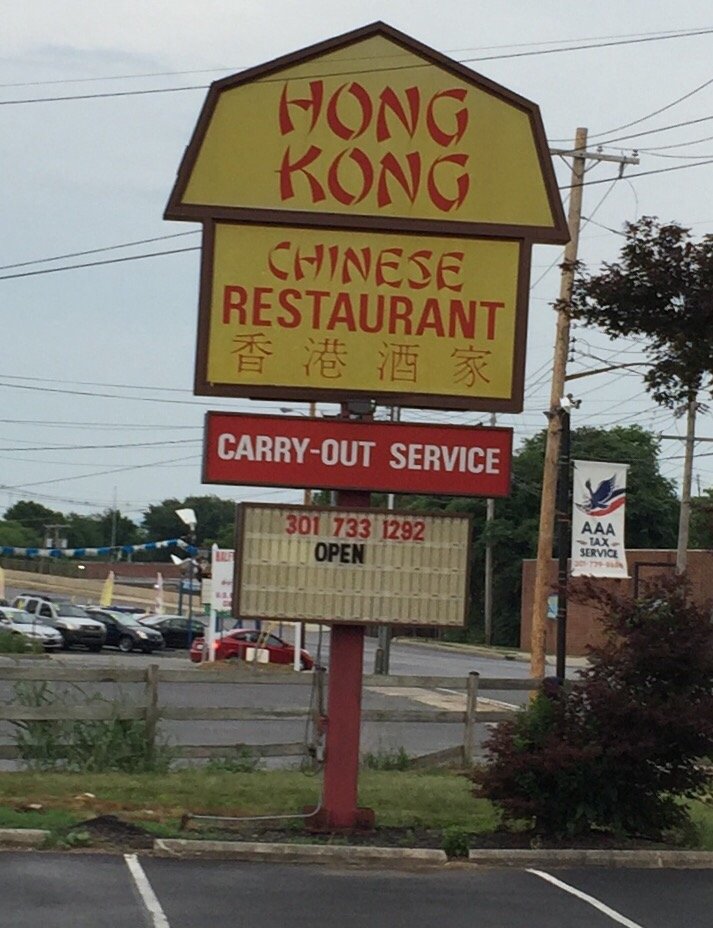 HONG
KONG
CHINESE
RESTAURANT
香港酒家
CARRY-OUT SERVICE
301 733 1292
OPEN
AAA
TAX
SERVICE